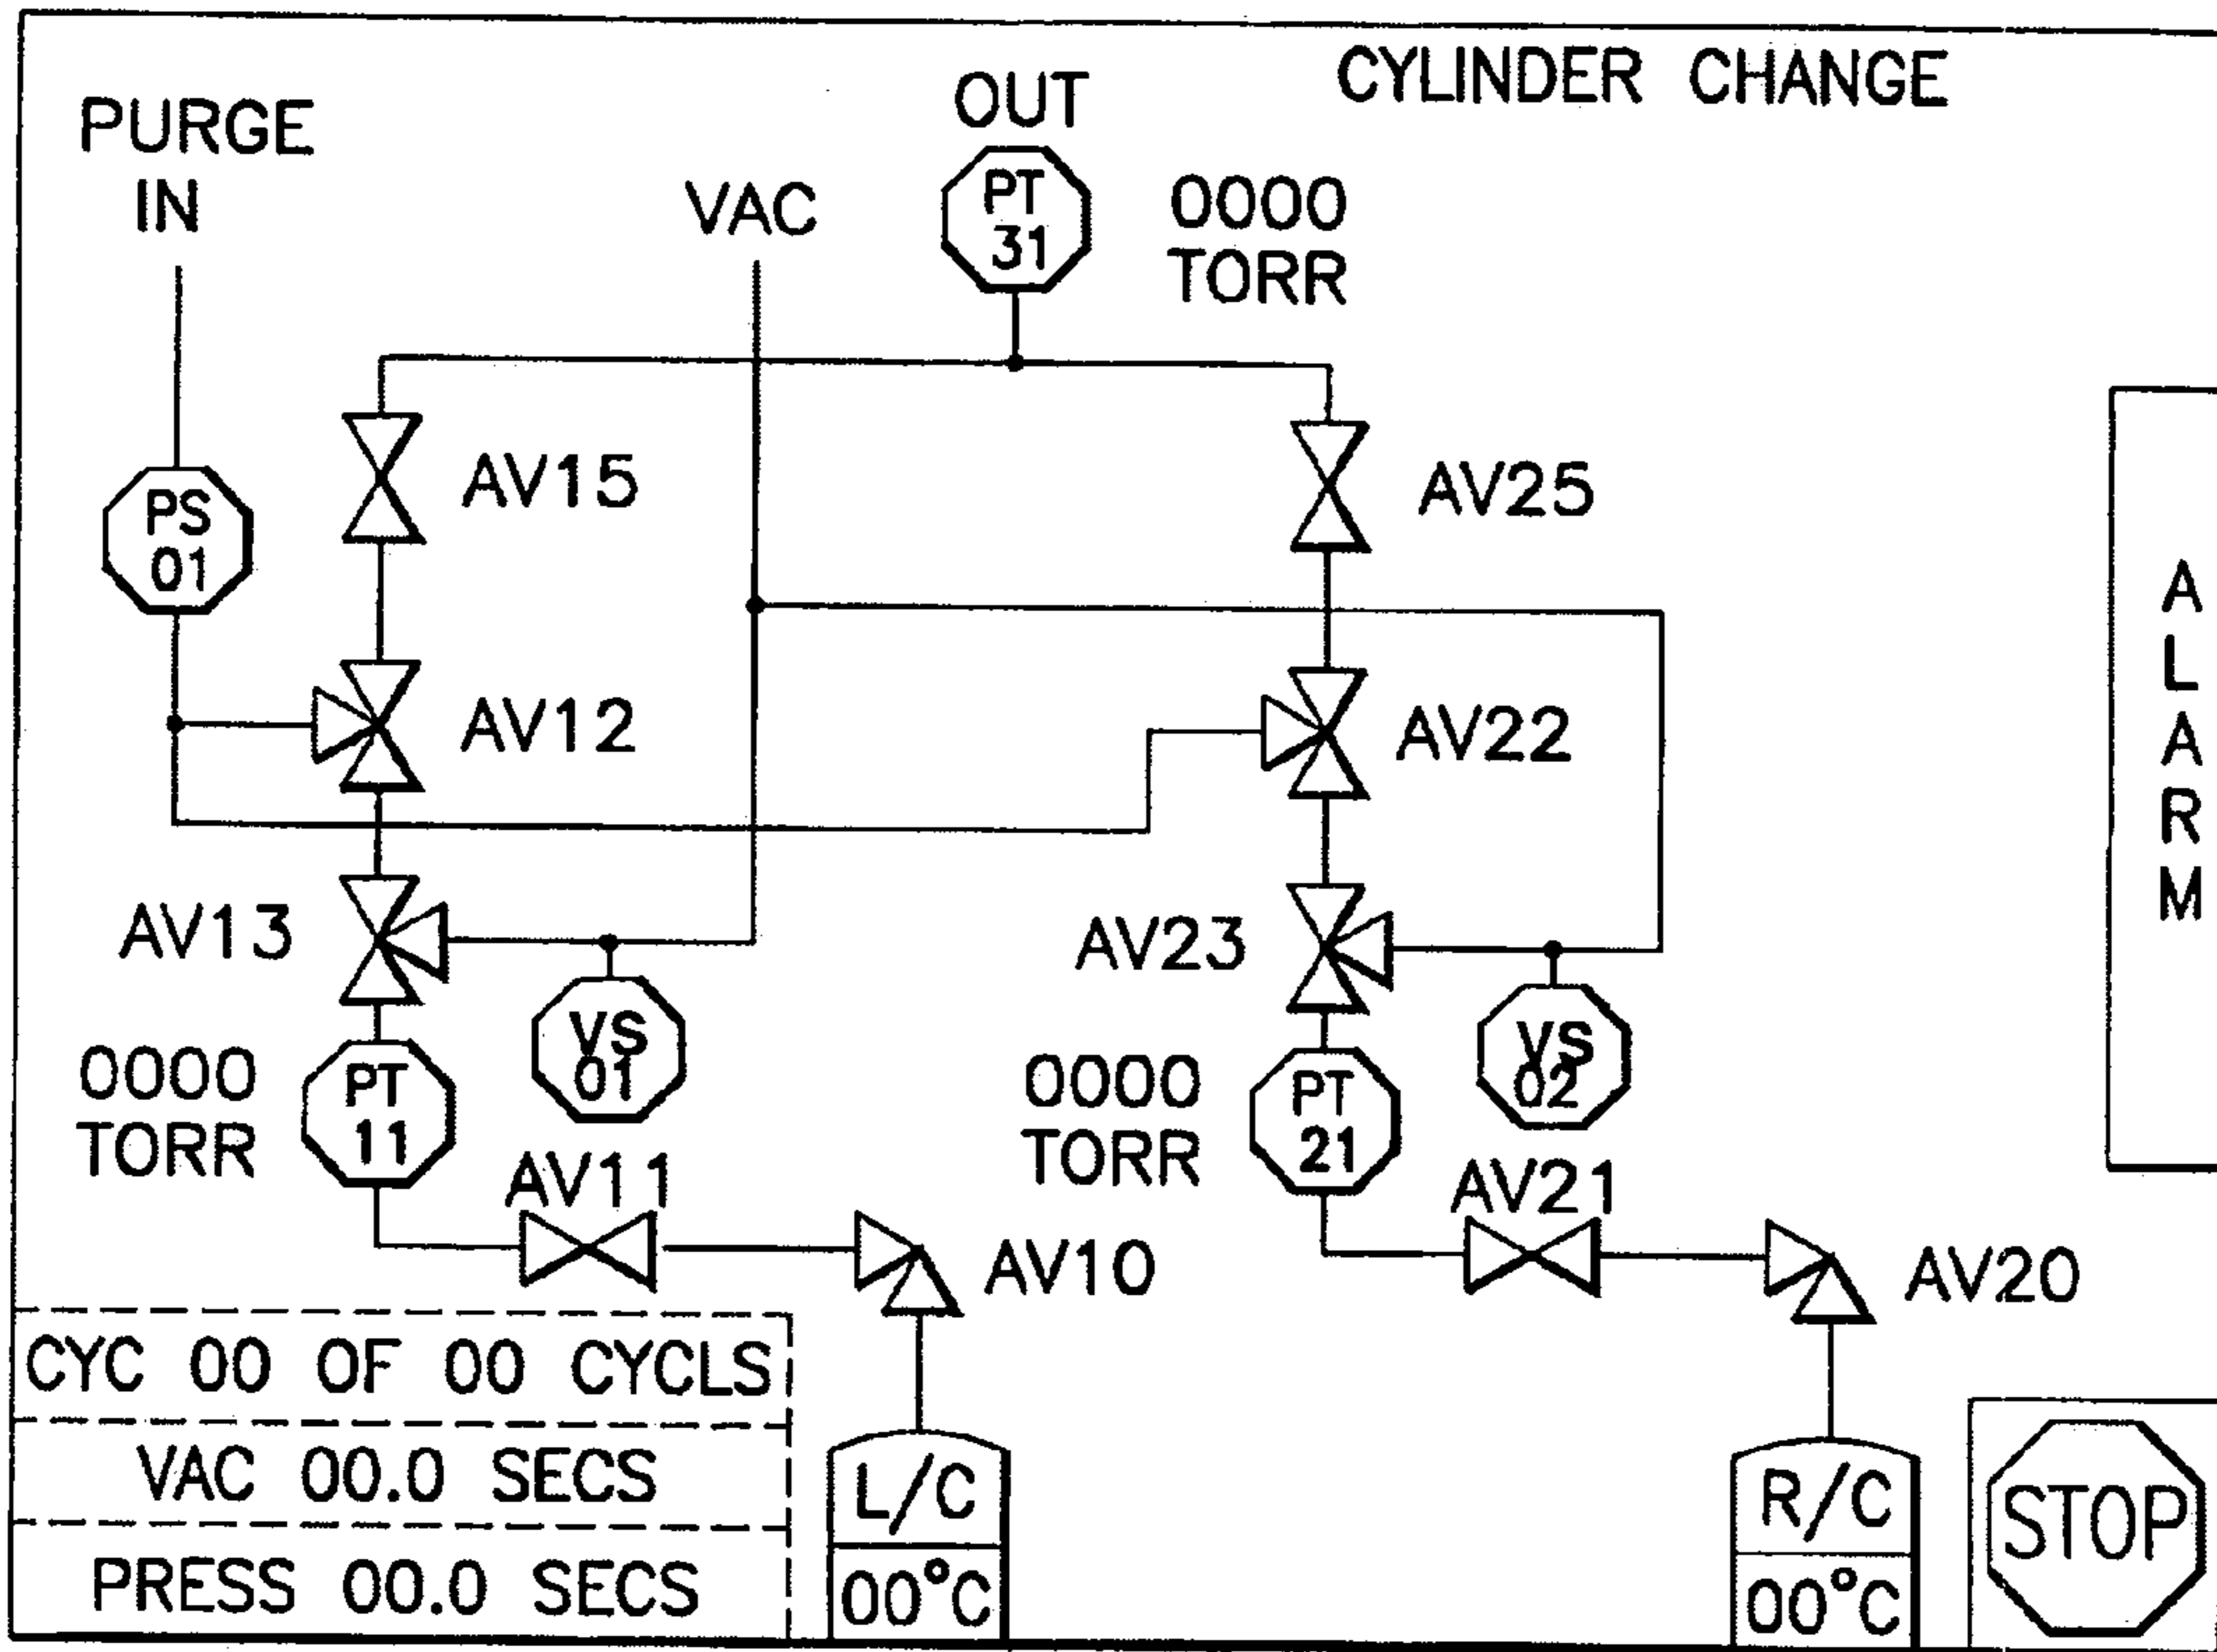 CYLINDER CHANGE
PURGE
IN
VAC
OUT
PT
31
0000
TORR
PS
01
AV15
AV25
AV12
AV22
AV13
AV23
VS
01
VS
02
0000
TORR
PT
11
0000
TORR
PT
21
AV11
AV21
AV10
AV20
ALARM
CYC 00 OF 00 CYCLS
VAC 00.0 SECS
PRESS 00.0 SECS
L/C
00°C
R/C
00°C
STOP